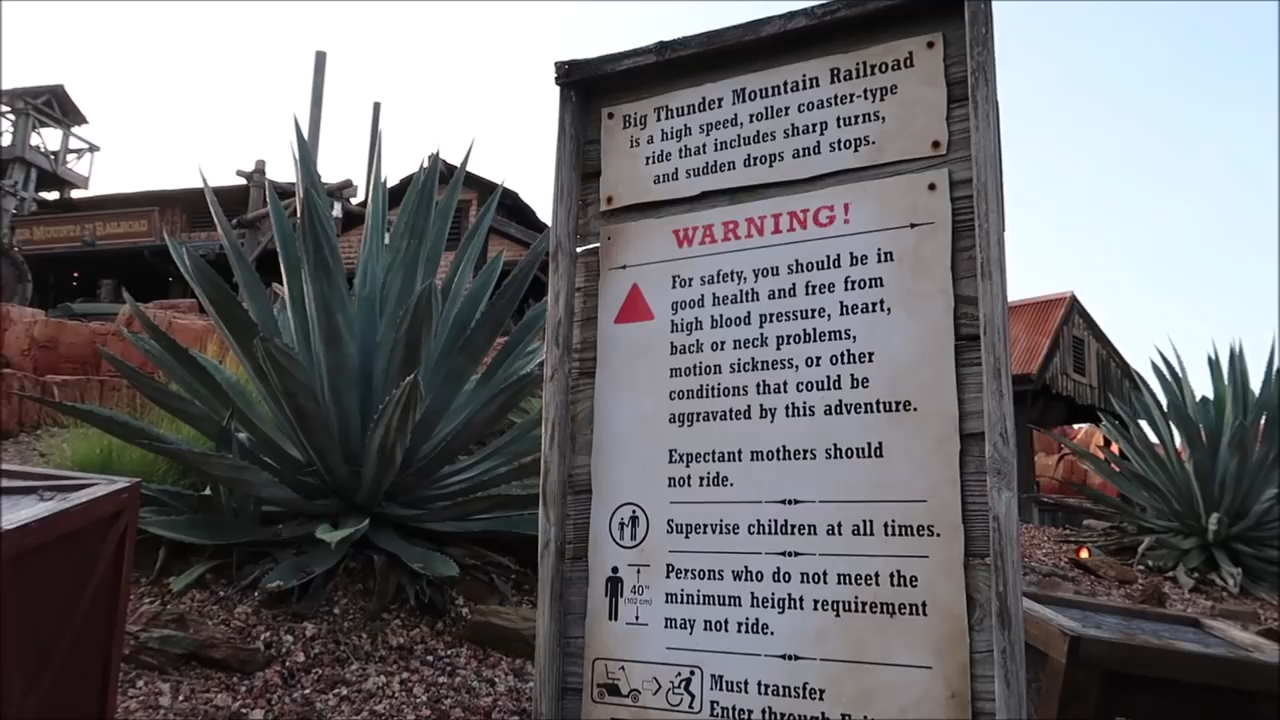 MOUNTAIN RAILROAD
Big Thunder Mountain Railroad
is a high speed, roller coaster-type
ride that includes sharp turns,
and sudden drops and stops.
WARNING!
For safety, you should be in
good health and free from
high blood pressure, heart,
back or neck problems,
motion sickness, or other
conditions that could be
aggravated by this adventure.
Expectant mothers should
not ride.
Supervise children at all times.
40"
(102 cm)
Persons who do not meet the
minimum height requirement
may not ride.
Must transfer
Enter through